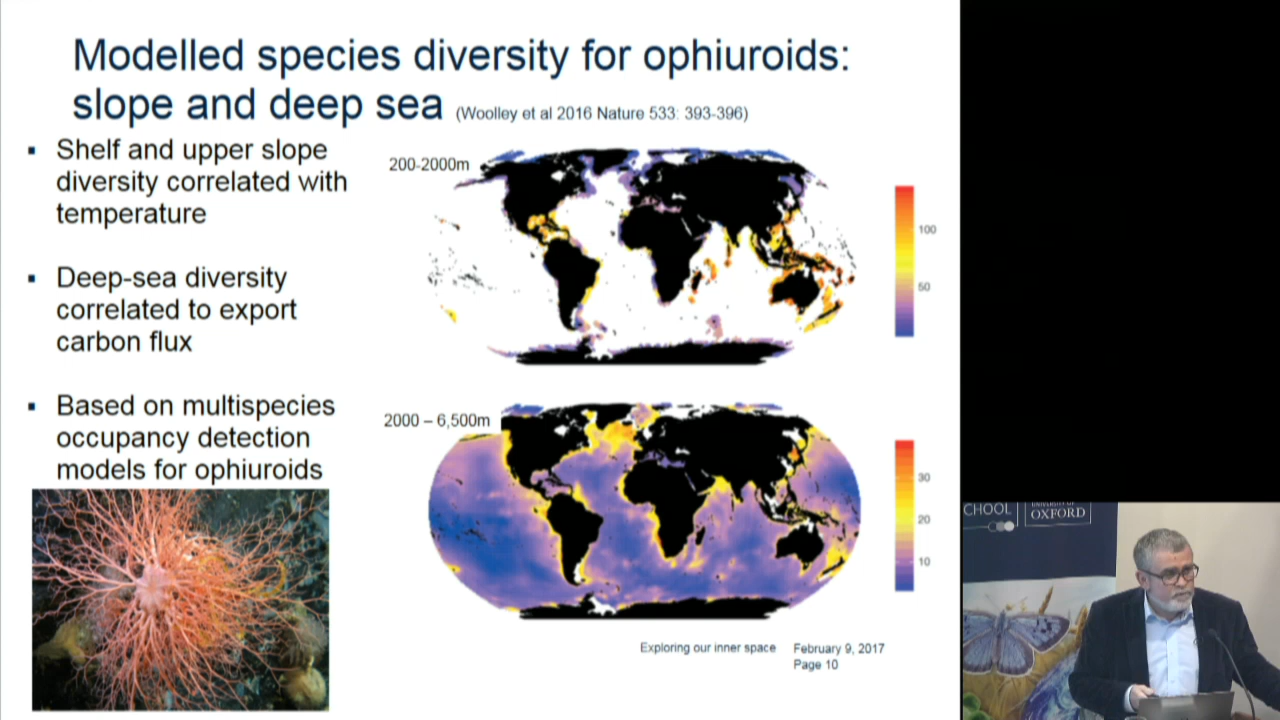 Modelled species diversity for ophiuroids:
slope and deep sea (Woolley et al 2016 Nature 533: 393-396)
▪ Shelf and upper slope
diversity correlated with
temperature
▪ Deep-sea diversity
correlated to export
carbon flux
▪ Based on multispecies
occupancy detection
models for ophiuroids
200-2000m
100
50
2000 – 6,500m
30
20
10
Exploring our inner space February 9, 2017
Page 10
CHOOL
UNIVERSITY OF
OXFORD